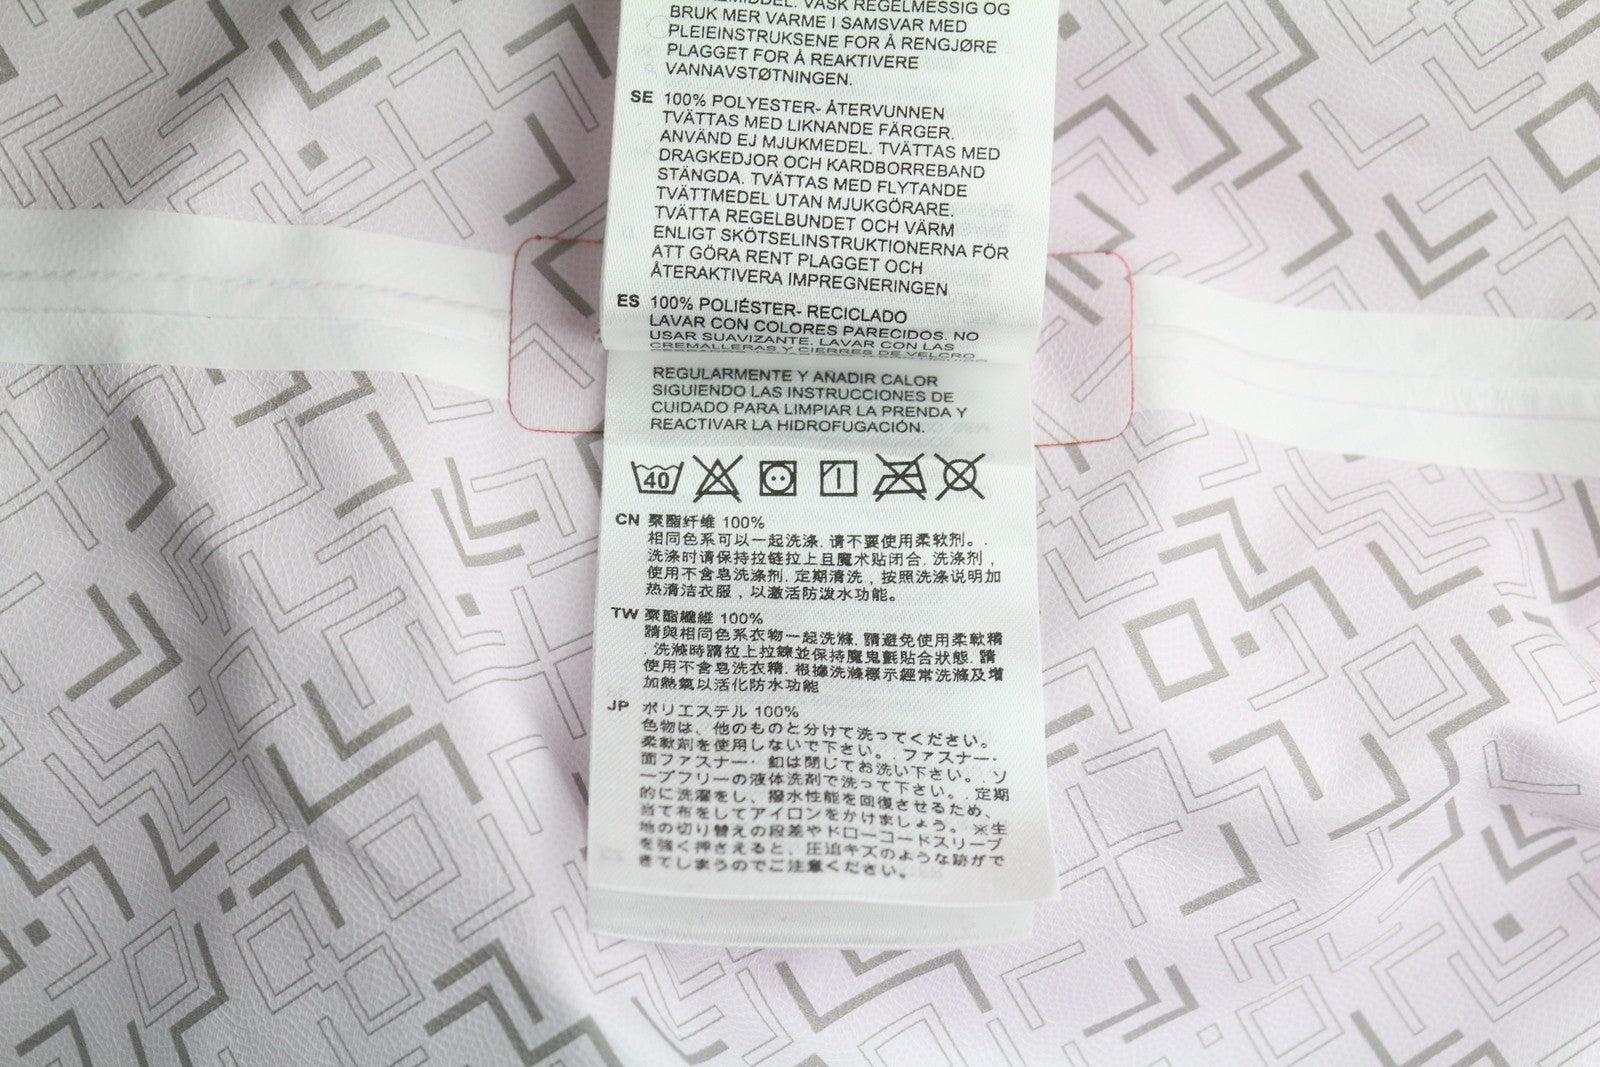 VASK REGELMESSIG OG
BRUK MER VARME I SAMSVAR MED
PLEIEINSTRUKSENE FOR Å RENGJØRE
PLAGGET FOR Å REAKTIVERE
VANNAVSTØTNINGEN.
SE 100% POLYESTER- ÅTERVUNNEN
TVÄTTAS MED LIKNANDE FÄRGER.
ANVÄND EJ MJUKMEDEL. TVÄTTAS MED
DRAGKEDJOR OCH KARDBORREBAND
STÄNGDA. TVÄTTAS MED FLYTANDE
TVÄTTMEDEL UTAN MJUKGÖRARE.
TVÄTTA REGELBUNDET OCH VÄRM
ENLIGT SKÖTSELINSTRUKTIONERNA FÖR
ATT GÖRA RENT PLAGGET OCH
ÅTERAKTIVERA IMPREGNERINGEN
ES 100% POLIÉSTER- RECICLADO
LAVAR CON COLORES PARECIDOS. NO
USAR SUAVIZANTE. LAVAR CON LAS
CREMALLERAS Y CIERRES DE VELCRO
REGULARMENTE Y AÑADIR CALOR
SIGUIENDO LAS INSTRUCCIONES DE
CUIDADO PARA LIMPIAR LA PRENDA Y
REACTIVAR LA HIDROFUGACIÓN.
40
CN 聚酯纤维 100%
相同色系可以一起洗涤. 请不要使用柔软剂。.
洗涤时请保持拉链拉上且魔术贴闭合. 洗涤剂，
使用不含皂洗涤剂. 定期清洗，按照洗涤说明加
热清洁衣服，以激活防泼水功能。
TW 聚酯纖維 100%
請與相同色系衣物一起洗滌. 請避免使用柔軟精
. 洗滌時請拉上拉鍊並保持魔鬼氈貼合狀態. 請
使用不含皂洗衣精. 根據洗滌標示經常洗滌及增
加熱氣以活化防水功能
JP ポリエステル 100%
色物は、他のものと分けて洗ってください。
柔軟剤を使用しないで下さい。. ファスナー・
面ファスナー・ 釦は閉じてお洗い下さい。. ソ
ープフリーの液体洗剤で洗って下さい。. 定期
的に洗濯をし、撥水性能を回復させるため、
当て布をしてアイロンをかけましょう。 ※生
地の切り替えの段差やドローコードスリーブ
を強く押さえると、圧迫キズのような跡がで
きてしまうのでご注意ください。